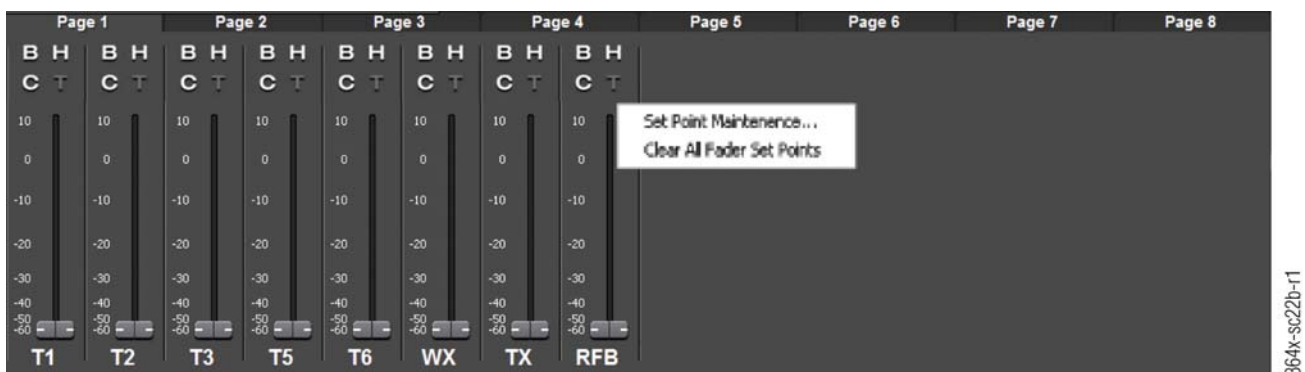 Page 1 Page 2 Page 3 Page 4 Page 5 Page 6 Page 7 Page 8
B H B H B H B H B H B H B H B H
C T C T C T C T C T C T C T C T
10 10 10 10 10 10 10 10
Set Point Maintenence...
0 0 0 0 0 0 0 0
Clear All Fader Set Points
-10 -10 -10 -10 -10 -10 -10 -10
-20 -20 -20 -20 -20 -20 -20 -20
-30 -30 -30 -30 -30 -30 -30 -30
-40 -40 -40 -40 -40 -40 -40 -40
-50 -50 -50 -50 -50 -50 -50 -50
-60 -60 -60 -60 -60 -60 -60 -60
T1 T2 T3 T5 T6 WX TX RFB
864x-sc22b-r1